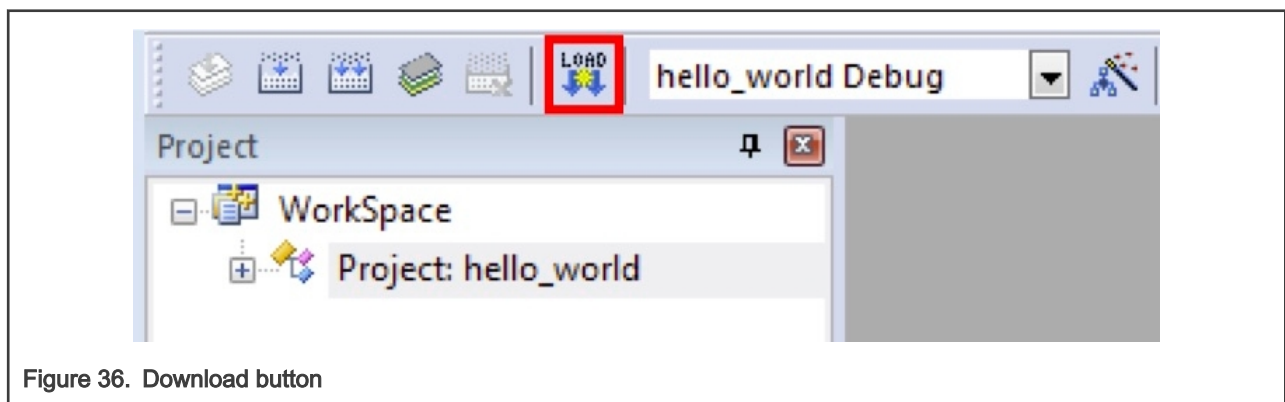 LOAD
hello_world Debug
Project
WorkSpace
Project: hello_world
Figure 36. Download button